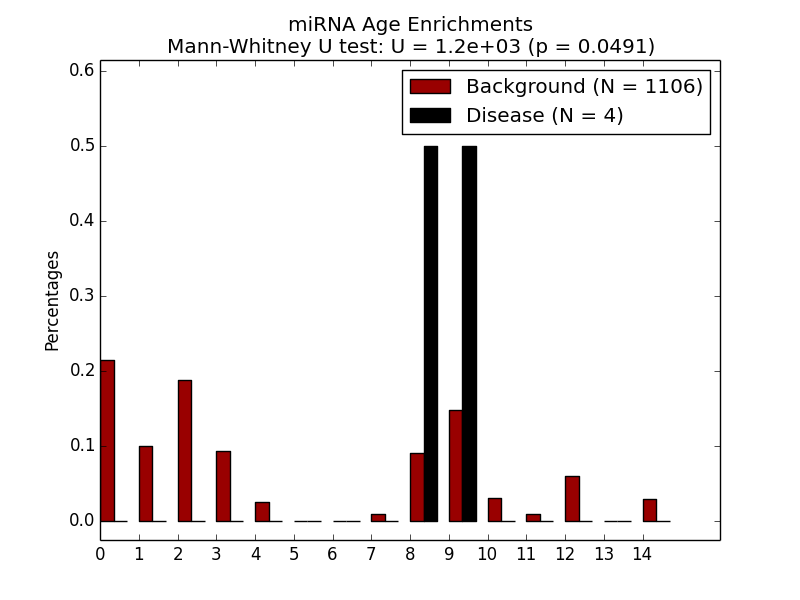 miRNA Age Enrichments
Mann-Whitney U test: U = 1.2e+03 (p = 0.0491)
Background (N = 1106)
Disease (N = 4)
Percentages
0.6
0.5
0.4
0.3
0.2
0.1
0.0
0 1 2 3 4 5 6 7 8 9 10 11 12 13 14